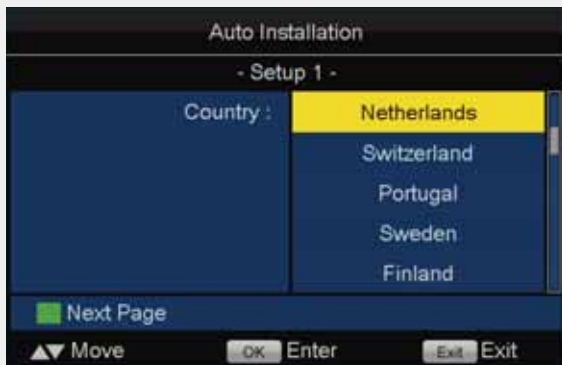 Auto Installation
- Setup 1 -
Country : Netherlands
Switzerland
Portugal
Sweden
Finland
Next Page
Move OK Enter Exit Exit